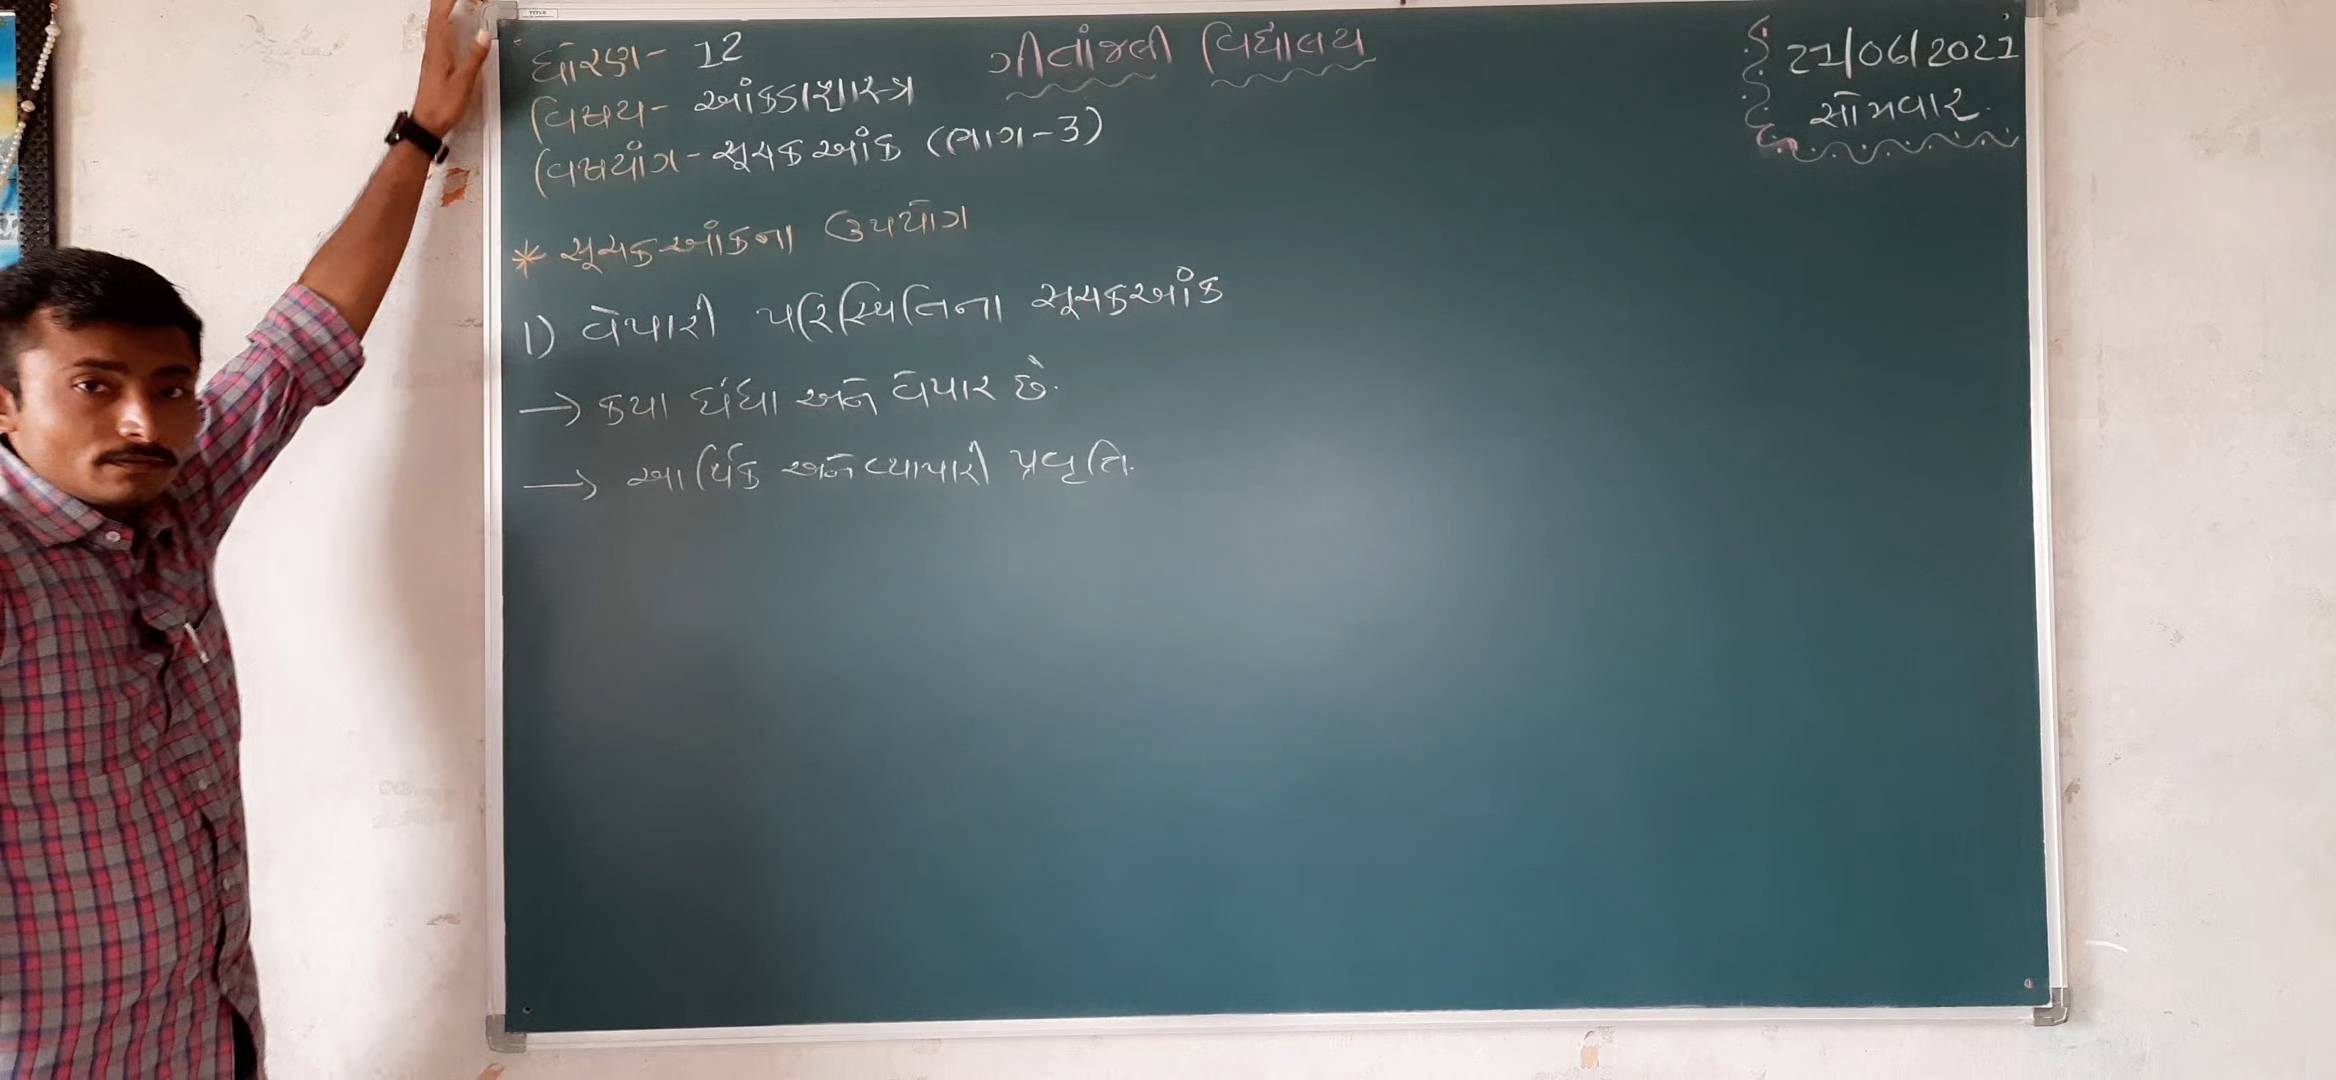 ધોરણ- 12
ગીતાંજલી વિદ્યાલય
21/06/2021
સોમવાર.
વિષય- આંકડાશાસ્ત્ર
વિષયાંગ- સૂચકઆંક (ભાગ-3)
* સૂચકઆંકના ઉપયોગ
1) વેપારી પરિસ્થિતિના સૂચકઆંક
→ કયા ધંધા અને વેપાર છે.
→ આર્થિક અને વ્યાપારી પ્રવૃતિ.